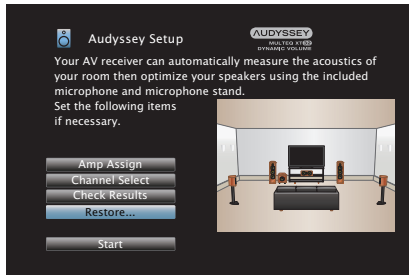 Audyssey Setup
AUDYSSEY
MULTEQ XT32
DYNAMIC VOLUME
Your AV receiver can automatically measure the acoustics of
your room then optimize your speakers using the included
microphone and microphone stand.
Set the following items
if necessary.
Amp Assign
Channel Select
Check Results
Restore...
Start